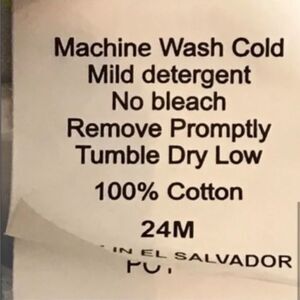 Machine Wash Cold
Mild detergent
No bleach
Remove Promptly
Tumble Dry Low
100% Cotton
24M
IN EL SALVADOR